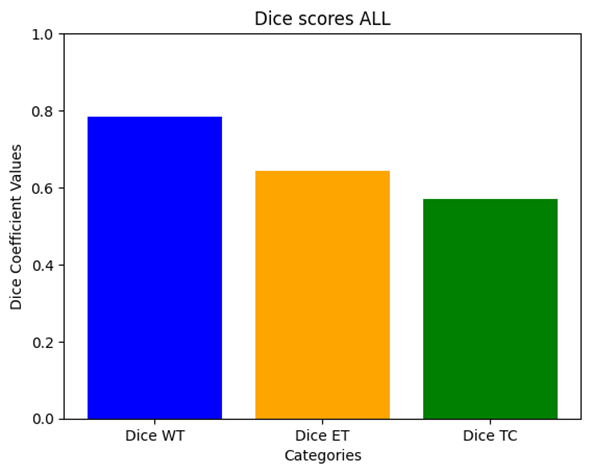 Dice scores ALL
1.0
0.8
0.6
0.4
0.2
0.0
Dice Coefficient Values
Dice WT Dice ET Dice TC
Categories